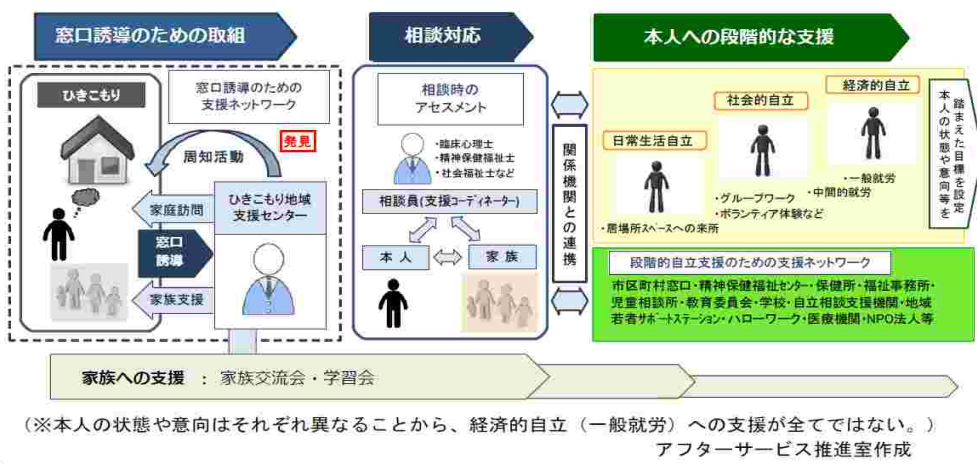 窓口誘導のための取組
相談対応
本人への段階的な支援
ひきこもり
窓口誘導のための
支援ネットワーク
発見
周知活動
家庭訪問
ひきこもり地域
支援センター
窓口
誘導
家族支援
相談時の
アセスメント
・臨床心理士
・精神保健福祉士
・社会福祉士など
相談員(支援コーディネーター)
本人
家族
関係機関との連携
日常生活自立
・居場所スペースへの来所
社会的自立
・グループワーク
・ボランティア体験など
経済的自立
・一般就労
・中間的就労
本人の状態や意向等を
踏まえた目標を設定
段階的自立支援のための支援ネットワーク
市区町村窓口・精神保健福祉センター・保健所・福祉事務所・
児童相談所・教育委員会・学校・自立相談支援機関・地域
若者サポートステーション・ハローワーク・医療機関・NPO法人等
家族への支援 : 家族交流会・学習会
(※本人の状態や意向はそれぞれ異なることから、経済的自立(一般就労)への支援が全てではない。)
アフターサービス推進室作成